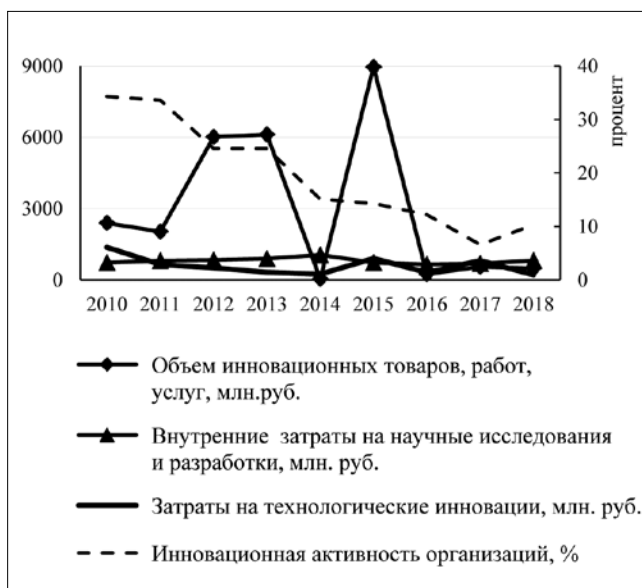 9000
6000
3000
0
40
30
20
10
0
процент
2010 2011 2012 2013 2014 2015 2016 2017 2018
Объем инновационных товаров, работ,
услуг, млн.руб.
Внутренние затраты на научные исследования
и разработки, млн. руб.
Затраты на технологические инновации, млн. руб.
Инновационная активность организаций, %